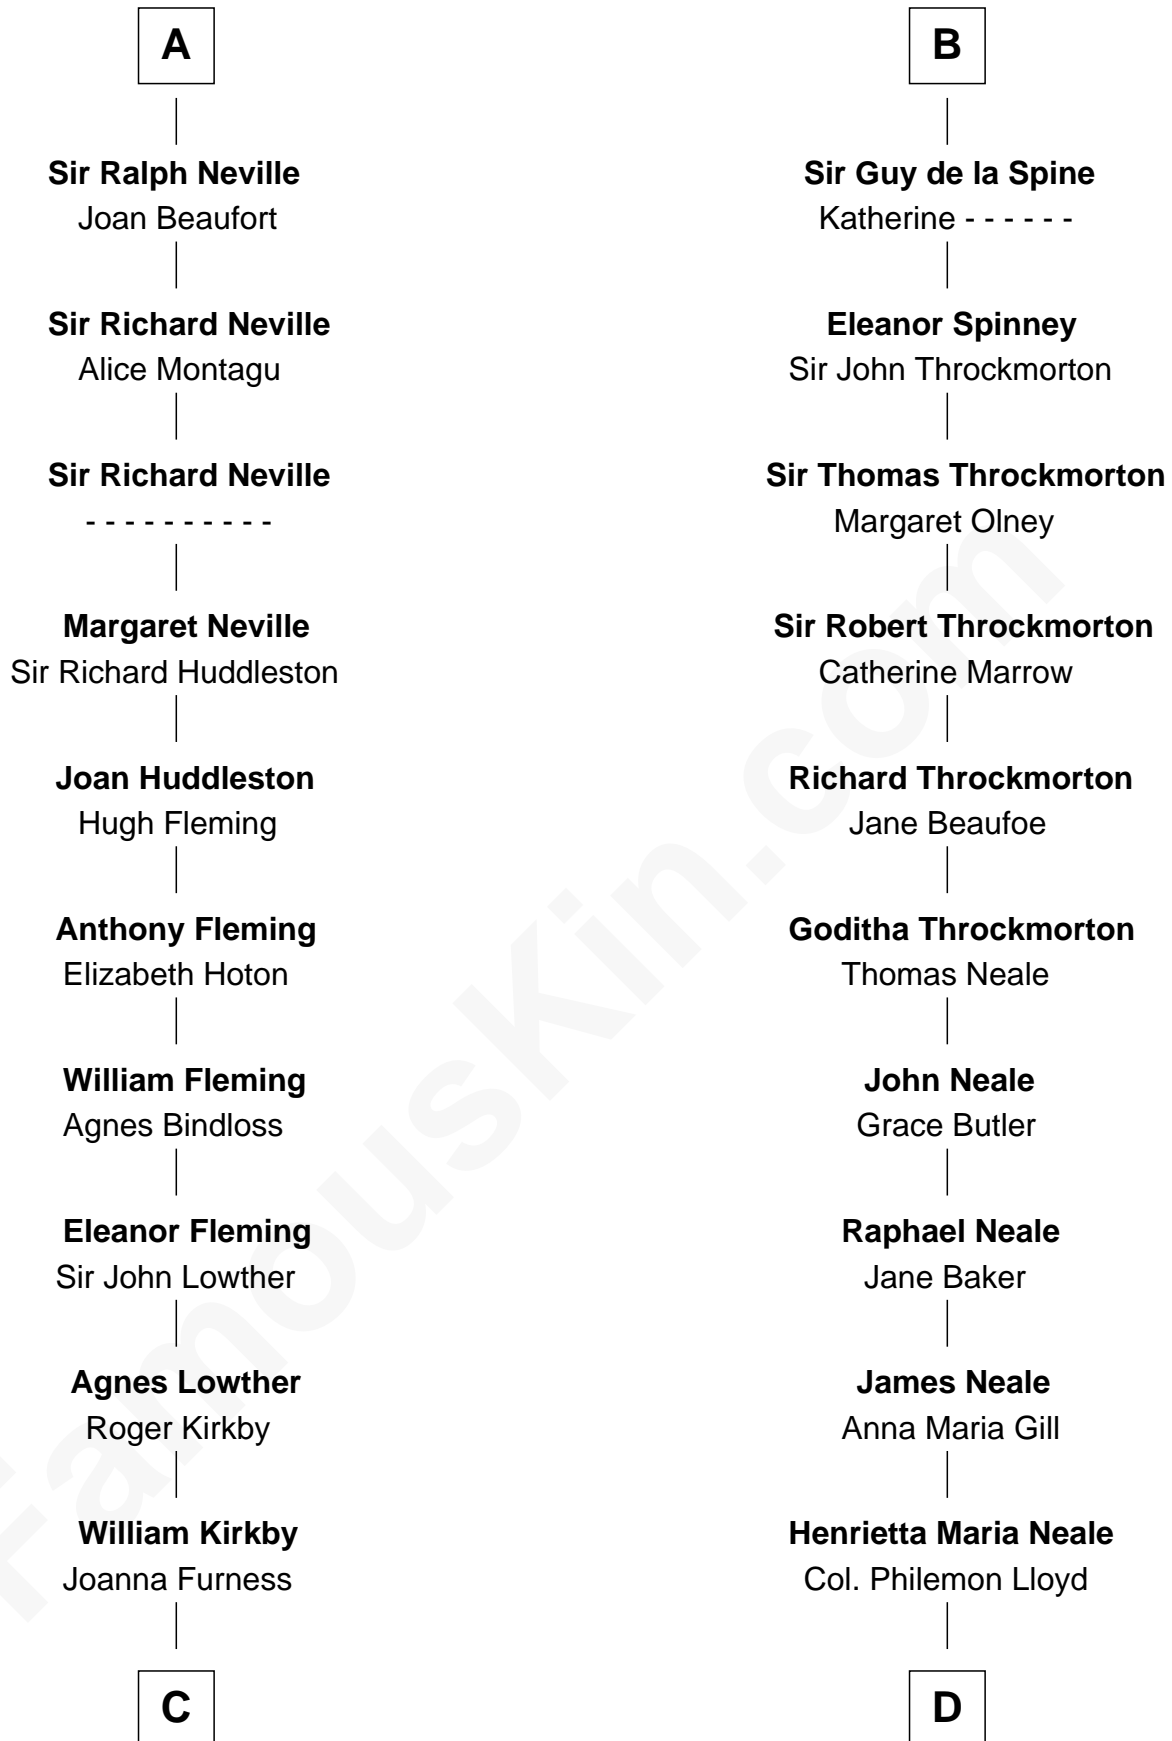 A
Sir Ralph Neville
Joan Beaufort
Sir Richard Neville
Alice Montagu
Sir Richard Neville
- - - - - - - - - -
Margaret Neville
Sir Richard Huddleston
Joan Huddleston
Hugh Fleming
Anthony Fleming
Elizabeth Hoton
William Fleming
Agnes Bindloss
Eleanor Fleming
Sir John Lowther
Agnes Lowther
Roger Kirkby
William Kirkby
Joanna Furness
C
B
Sir Guy de la Spine
Katherine - - - - - -
Eleanor Spinney
Sir John Throckmorton
Sir Thomas Throckmorton
Margaret Olney
Sir Robert Throckmorton
Catherine Marrow
Richard Throckmorton
Jane Beaufoe
Goditha Throckmorton
Thomas Neale
John Neale
Grace Butler
Raphael Neale
Jane Baker
James Neale
Anna Maria Gill
Henrietta Maria Neale
Col. Philemon Lloyd
D
FamousKin.com